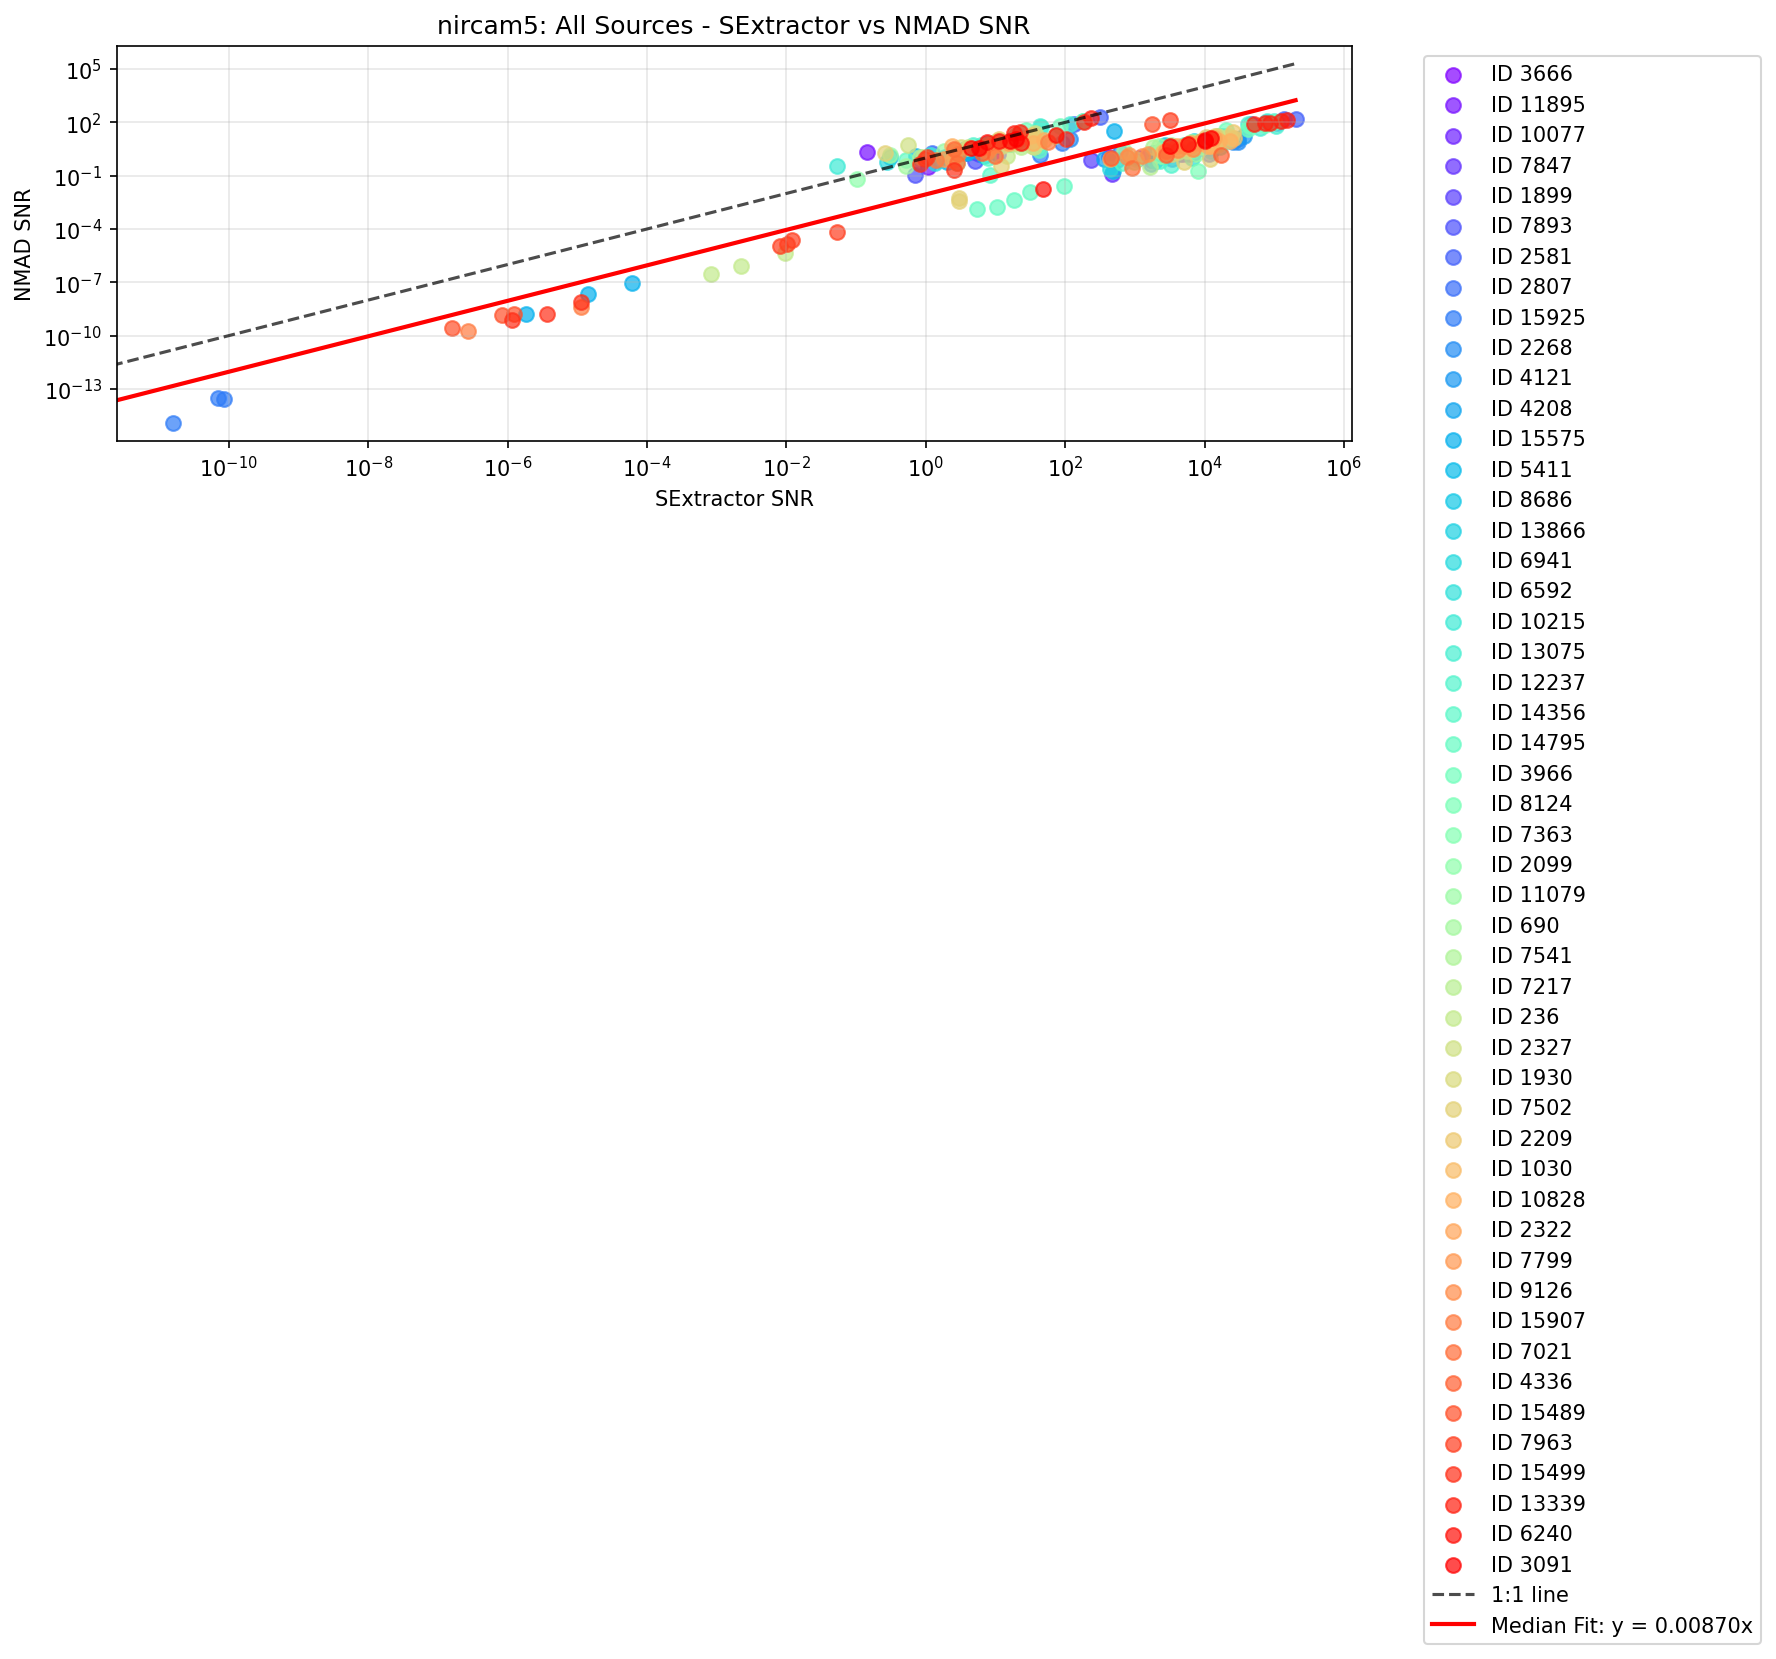 nircam5: All Sources - SExtractor vs NMAD SNR
NMAD SNR
10^5
10^2
10^-1
10^-4
10^-7
10^-10
10^-13
10^-10
10^-8
10^-6
10^-4
10^-2
10^0
10^2
10^4
10^6
SExtractor SNR
ID 3666
ID 11895
ID 10077
ID 7847
ID 1899
ID 7893
ID 2581
ID 2807
ID 15925
ID 2268
ID 4121
ID 4208
ID 15575
ID 5411
ID 8686
ID 13866
ID 6941
ID 6592
ID 10215
ID 13075
ID 12237
ID 14356
ID 14795
ID 3966
ID 8124
ID 7363
ID 2099
ID 11079
ID 690
ID 7541
ID 7217
ID 236
ID 2327
ID 1930
ID 7502
ID 2209
ID 1030
ID 10828
ID 2322
ID 7799
ID 9126
ID 15907
ID 7021
ID 4336
ID 15489
ID 7963
ID 15499
ID 13339
ID 6240
ID 3091
1:1 line
Median Fit: y = 0.00870x